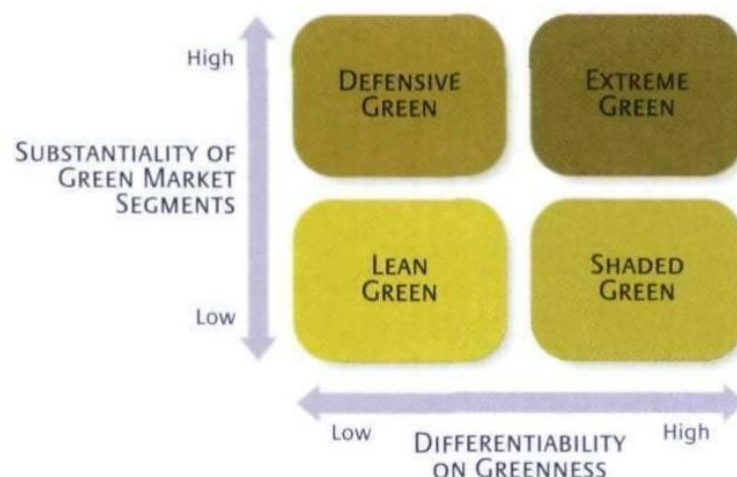 High
DEFENSIVE
GREEN
EXTREME
GREEN
SUBSTANTIALITY OF
GREEN MARKET
SEGMENTS
LEAN
GREEN
SHADED
GREEN
Low
Low
High
DIFFERENTIABILITY
ON GREENNESS